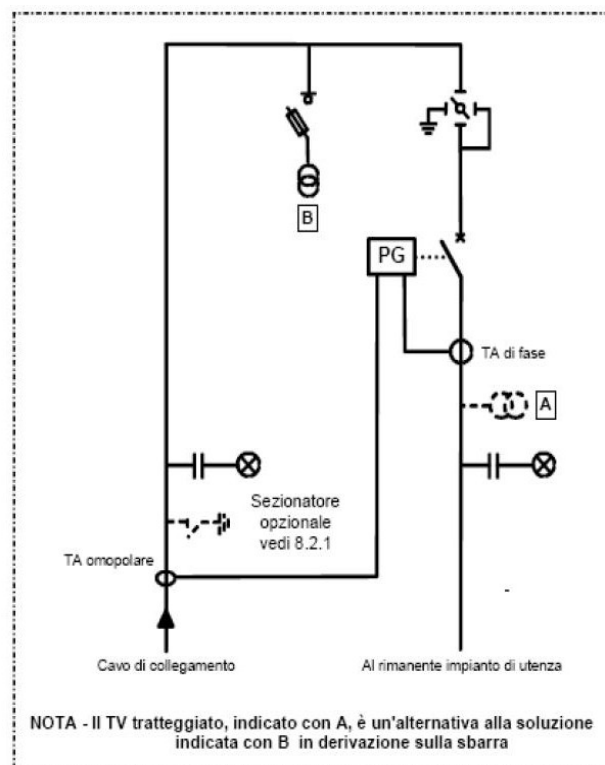 B
PG
TA di fase
A
Sezionatore
opzionale
vedi 8.2.1
TA omopolare
Cavo di collegamento
Al rimanente impianto di utenza
NOTA - Il TV tratteggiato, indicato con A, è un'alternativa alla soluzione
indicata con B in derivazione sulla sbarra